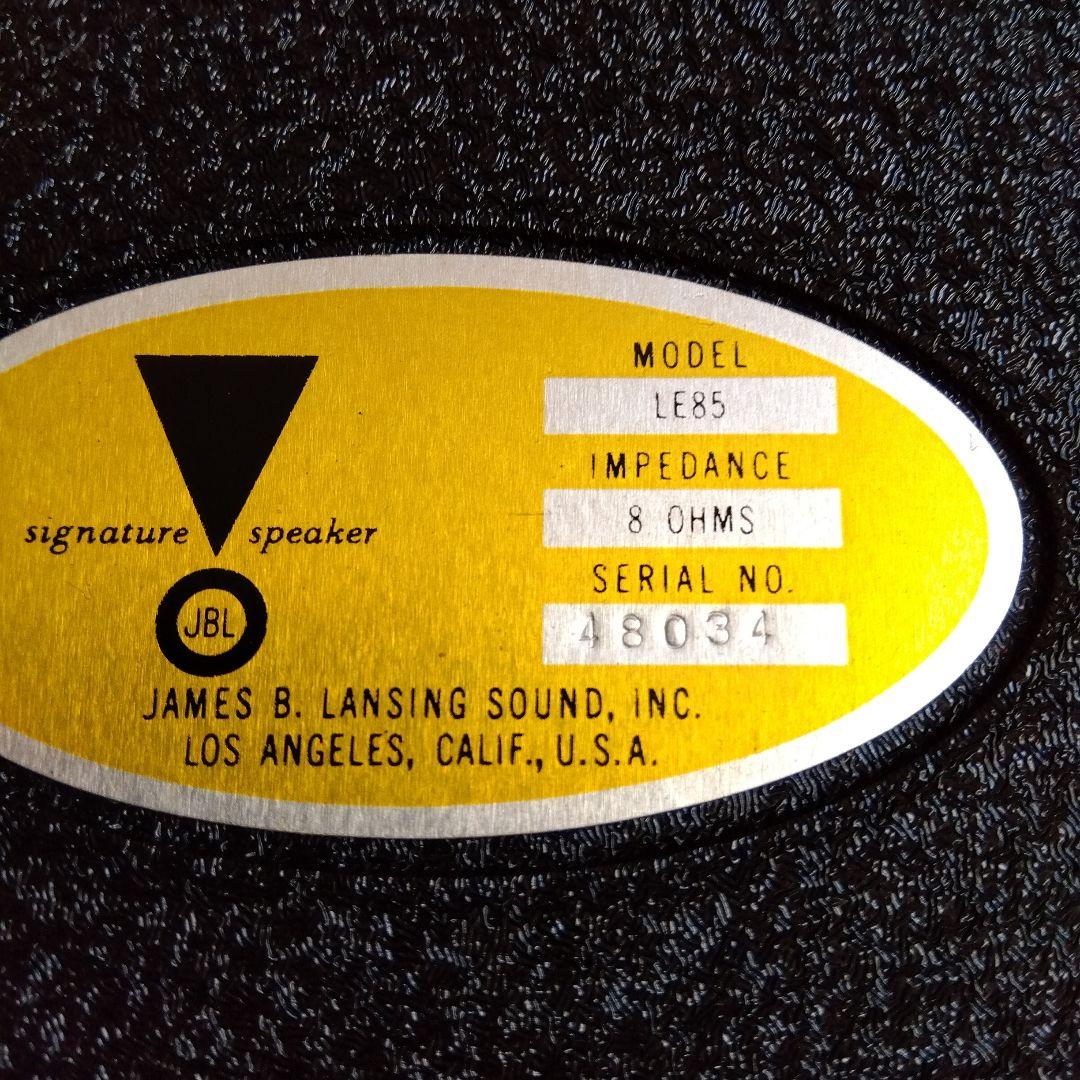 MODEL
LE85
IMPEDANCE
8 OHMS
SERIAL NO.
48034
signature speaker
JBL
JAMES B. LANSING SOUND, INC.
LOS ANGELES, CALIF., U.S.A.